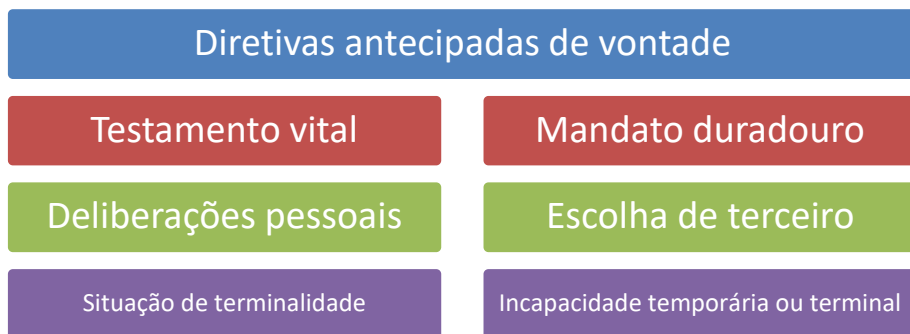 Diretivas antecipadas de vontade
Testamento vital
Mandato duradouro
Deliberações pessoais
Escolha de terceiro
Situação de terminalidade
Incapacidade temporária ou terminal